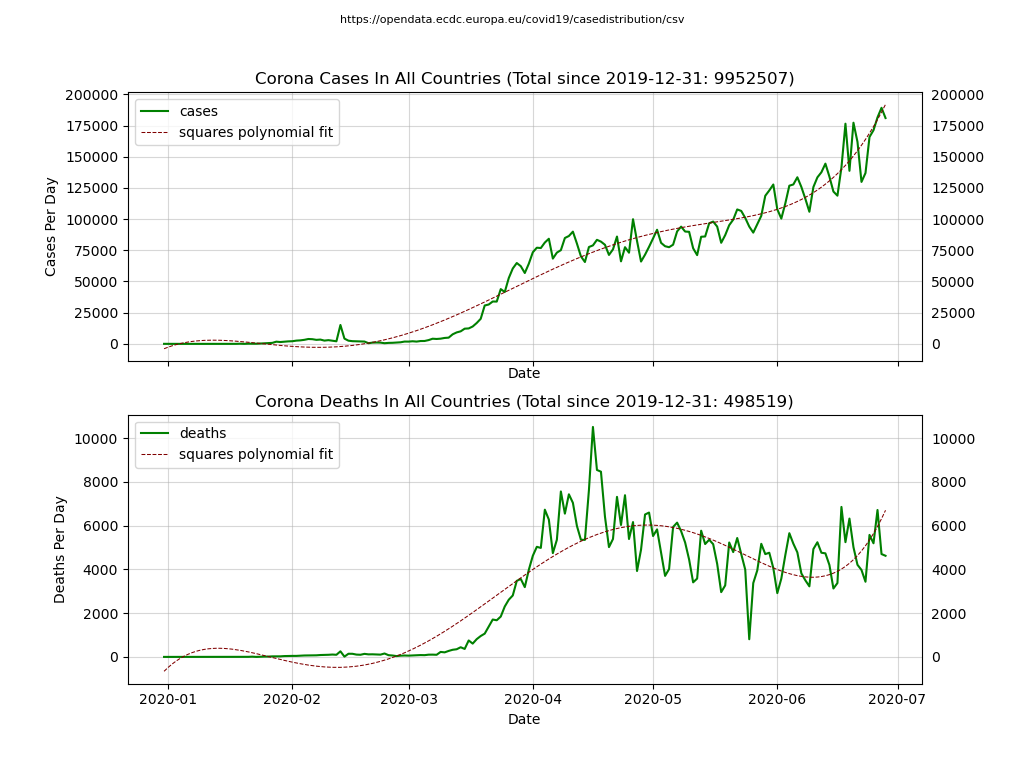 https://opendata.ecdc.europa.eu/covid19/casedistribution/csv
Corona Cases In All Countries (Total since 2019-12-31: 9952507)
cases
squares polynomial fit
200000 200000
175000 175000
150000 150000
125000 125000
100000 100000
75000 75000
50000 50000
25000 25000
0 0
Cases Per Day
Date
Corona Deaths In All Countries (Total since 2019-12-31: 498519)
deaths
squares polynomial fit
10000 10000
8000 8000
6000 6000
4000 4000
2000 2000
0 0
Deaths Per Day
2020-01 2020-02 2020-03 2020-04 2020-05 2020-06 2020-07
Date